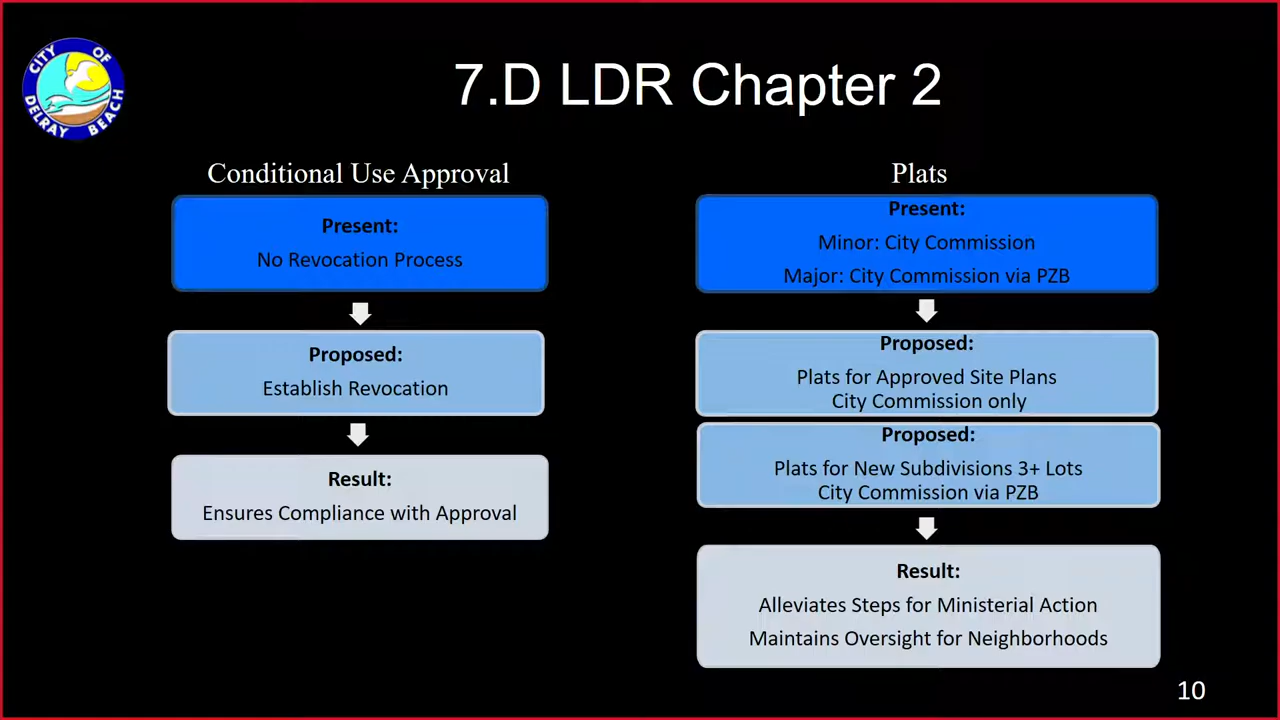 CITY OF
DELRAY BEACH
7.D LDR Chapter 2
Conditional Use Approval
Present:
No Revocation Process
Proposed:
Establish Revocation
Result:
Ensures Compliance with Approval
Plats
Present:
Minor: City Commission
Major: City Commission via PZB
Proposed:
Plats for Approved Site Plans
City Commission only
Proposed:
Plats for New Subdivisions 3+ Lots
City Commission via PZB
Result:
Alleviates Steps for Ministerial Action
Maintains Oversight for Neighborhoods
10